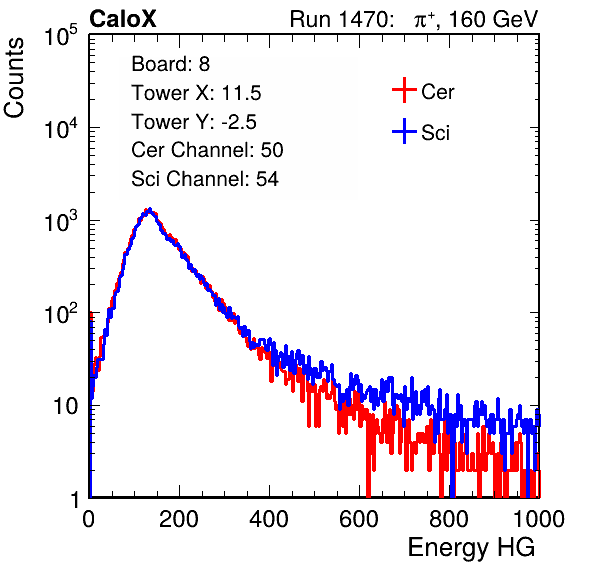 CaloX Run 1470: π⁺, 160 GeV
Counts
10⁵
10⁴
10³
10²
10
1
Board: 8
Tower X: 11.5
Tower Y: -2.5
Cer Channel: 50
Sci Channel: 54
Cer
Sci
0 200 400 600 800 1000
Energy HG